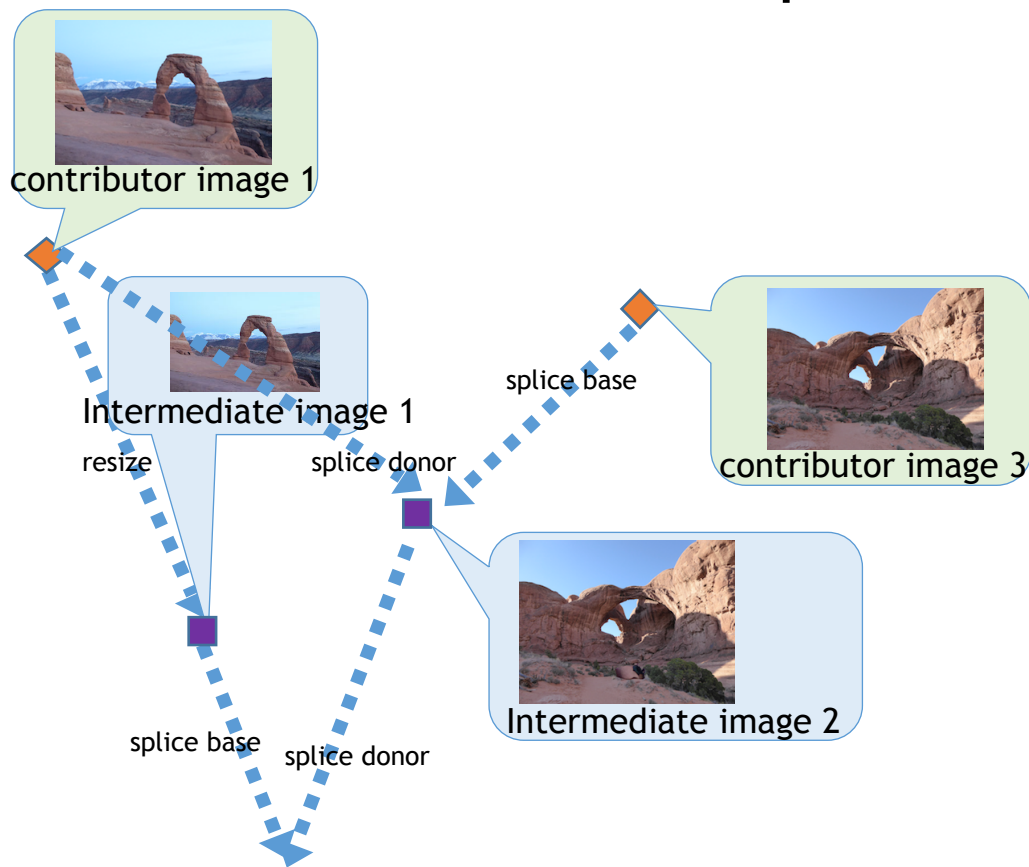 contributor image 1
splice base
Intermediate image 1
resize
splice donor
contributor image 3
Intermediate image 2
splice base
splice donor